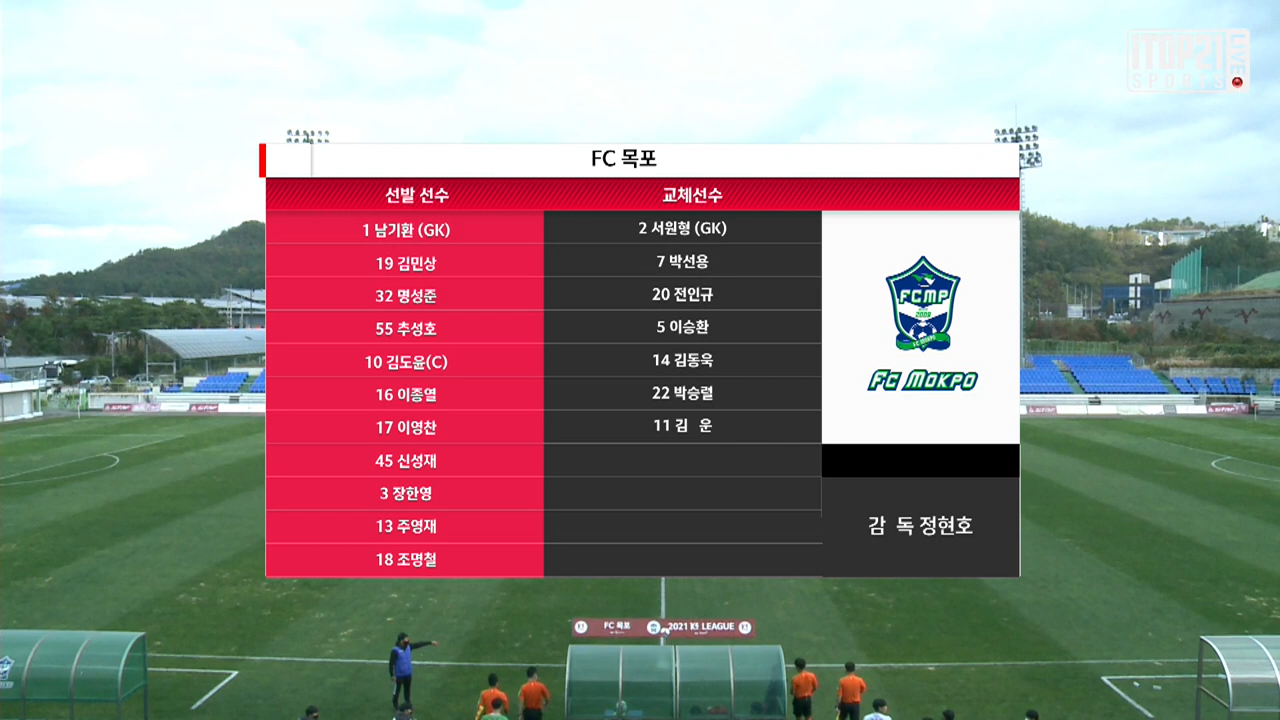 ITOP21
LIVE
SPORTS
FC 목포
선발 선수
교체선수
1 남기환 (GK)
19 김민상
32 명성준
55 추성호
10 김도윤(C)
16 이종열
17 이영찬
45 신성재
3 장한영
13 주영재
18 조명철
2 서원형 (GK)
7 박선용
20 전인규
5 이승환
14 김동욱
22 박승렬
11 김 운
FCMP
2009
FC MOKPO
FC MOKPO
감 독 정현호
FC 목포
2021 K3 LEAGUE